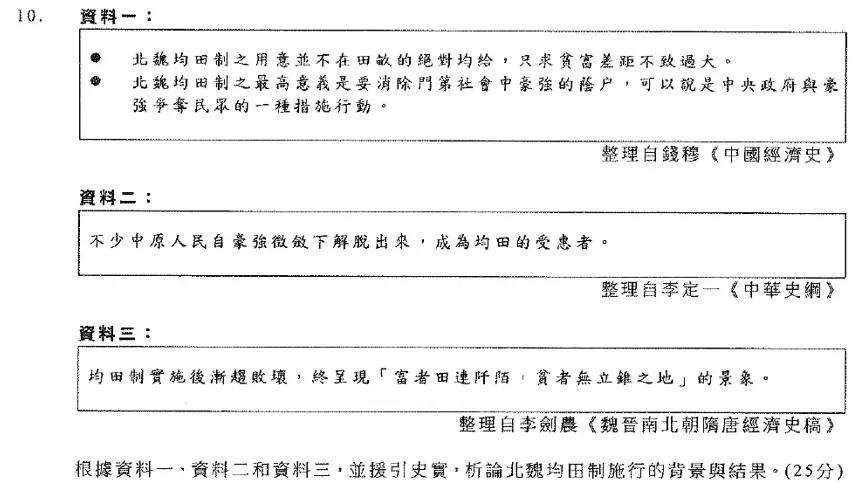 10. 資料一：
● 北魏均田制之用意並不在田畝的絕對均給，只求貧富差距不致過大。
● 北魏均田制之最高意義是要消除門第社會中豪強的蔭户，可以說是中央政府與豪
強爭奪民眾的一種措施行動。
整理自錢穆《中國經濟史》
資料二：
不少中原人民自豪強徵斂下解脫出來，成為均田的受惠者。
整理自李定一《中華史綱》
資料三：
均田制實施後漸趨敗壞，終呈現「富者田連阡陌，貧者無立錐之地」的景象。
整理自李劍農《魏晉南北朝隋唐經濟史稿》
根據資料一、資料二和資料三，並援引史實，析論北魏均田制施行的背景與結果。(25分)